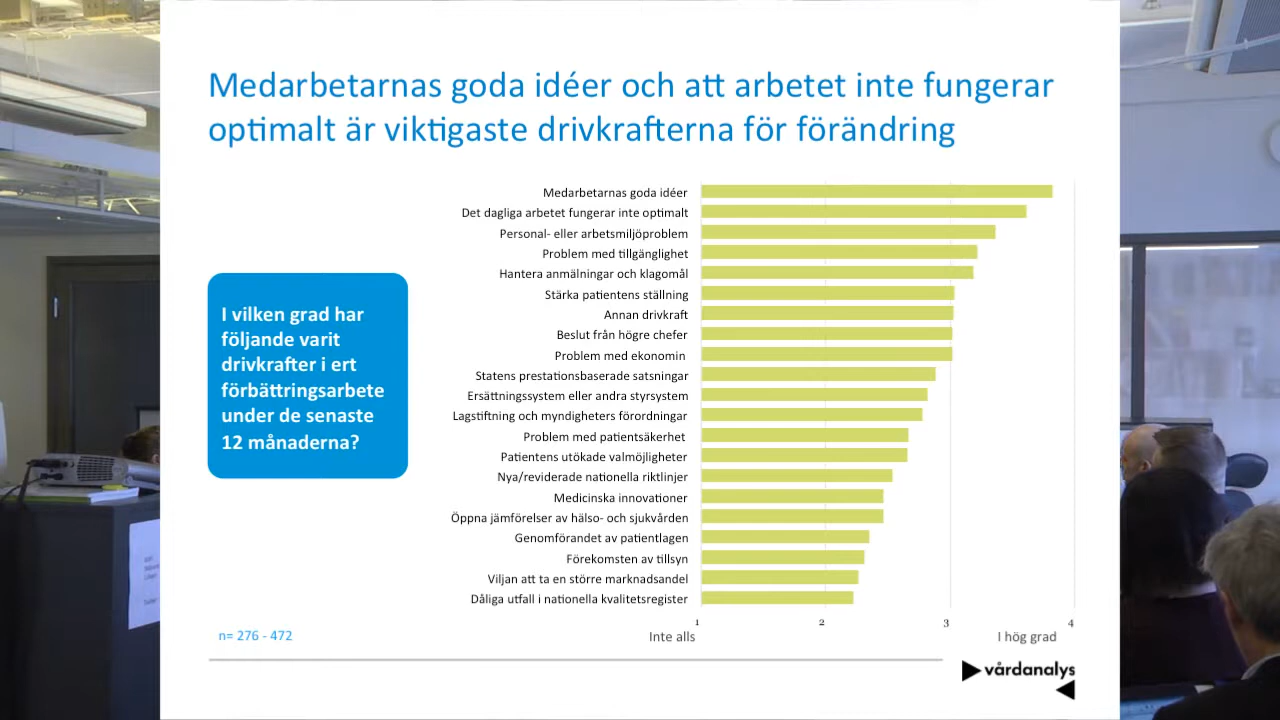 Medarbetarnas goda idéer och att arbetet inte fungerar
optimalt är viktigaste drivkrafterna för förändring
I vilken grad har
följande varit
drivkrafter i ert
förbättringsarbete
under de senaste
12 månaderna?
Medarbetarnas goda idéer
Det dagliga arbetet fungerar inte optimalt
Personal- eller arbetsmiljöproblem
Problem med tillgänglighet
Hantera anmälningar och klagomål
Stärka patientens ställning
Annan drivkraft
Beslut från högre chefer
Problem med ekonomin
Statens prestationsbaserade satsningar
Ersättningssystem eller andra styrsystem
Lagstiftning och myndigheters förordningar
Problem med patientsäkerhet
Patientens utökade valmöjligheter
Nya/reviderade nationella riktlinjer
Medicinska innovationer
Öppna jämförelser av hälso- och sjukvården
Genomförandet av patientlagen
Förekomsten av tillsyn
Viljan att ta en större marknadsandel
Dåliga utfall i nationella kvalitetsregister
1 2 3 4
Inte alls I hög grad
n= 276 - 472
vårdanalys